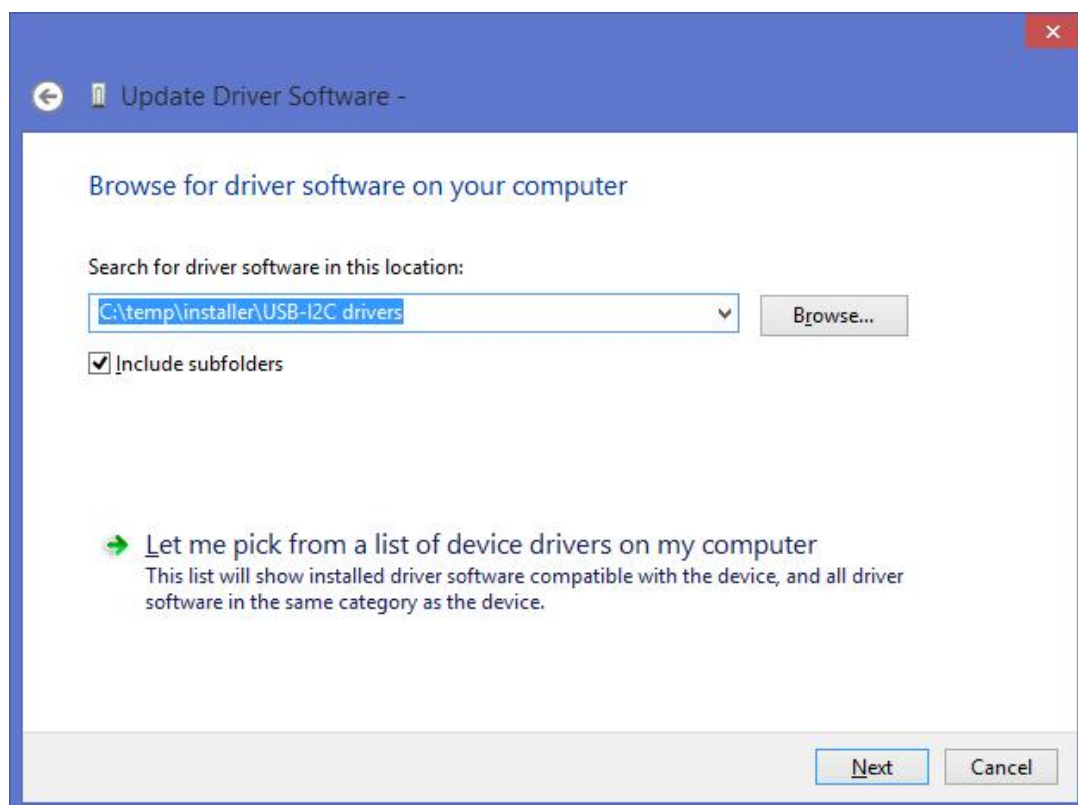 Update Driver Software -
Browse for driver software on your computer
Search for driver software in this location:
C:\temp\installer\USB-I2C drivers
Browse...
Include subfolders
Let me pick from a list of device drivers on my computer
This list will show installed driver software compatible with the device, and all driver
software in the same category as the device.
Next
Cancel